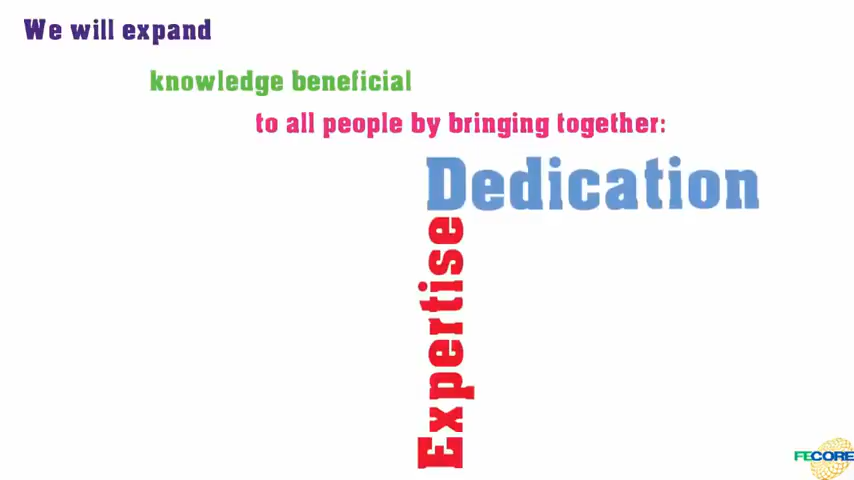 We will expand
knowledge beneficial
to all people by bringing together:
Dedication
Expertise
FECORE